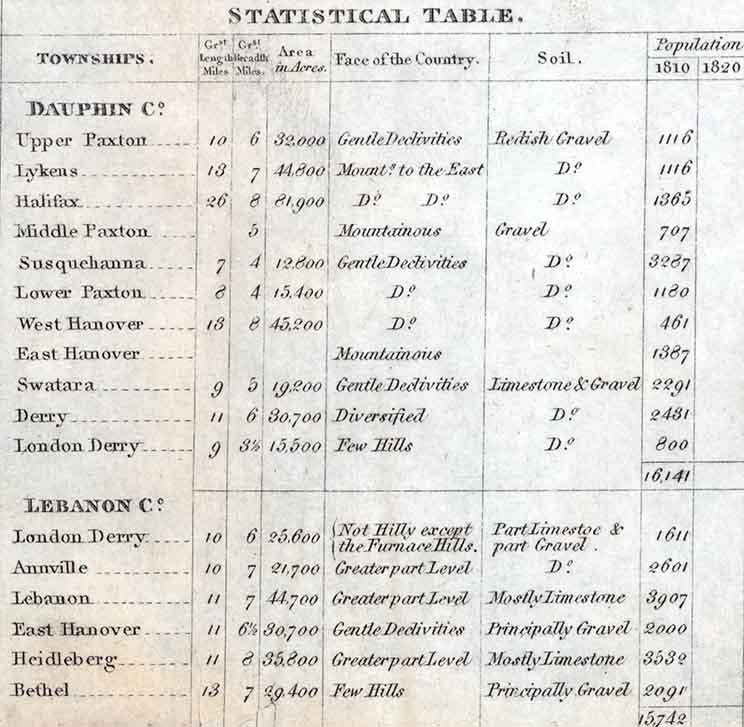 STATISTICAL TABLE.
TOWNSHIPS. Grst Length Miles Grst Breadth Miles. Area in Acres. Face of the Country. Soil. Population 1810 1820
DAUPHIN Co.
Upper Paxton 10 6 32,000 Gentle Declivities Redish Gravel 1116
Lykens 13 7 44,800 Mounts. to the East Do. 1116
Halifax 26 8 81,900 Do. Do. Do. 1365
Middle Paxton 5 Mountainous Gravel 707
Susquehanna 7 4 12,800 Gentle Declivities Do. 3287
Lower Paxton 8 4 15,400 Do. Do. 1180
West Hanover 13 8 45,200 Do. Do. 461
East Hanover Mountainous 1387
Swatara 9 5 19,200 Gentle Declivities Limestone & Gravel 2291
Derry 11 6 30,700 Diversified Do. 2431
London Derry 9 3½ 15,500 Few Hills Do. 800
16,141
LEBANON Co.
London Derry 10 6 25,600 (Not Hilly except (the Furnace Hills. Part Limestoe & part Gravel. 1611
Annville 10 7 21,700 Greater part Level Do. 2601
Lebanon 11 7 44,700 Greater part Level Mostly Limestone 3907
East Hanover 11 6½ 30,700 Gentle Declivities Principally Gravel 2000
Heidleberg 11 8 35,800 Greater part Level Mostly Limestone 3532
Bethel 13 7 29,400 Few Hills Principally Gravel 2091
15,742